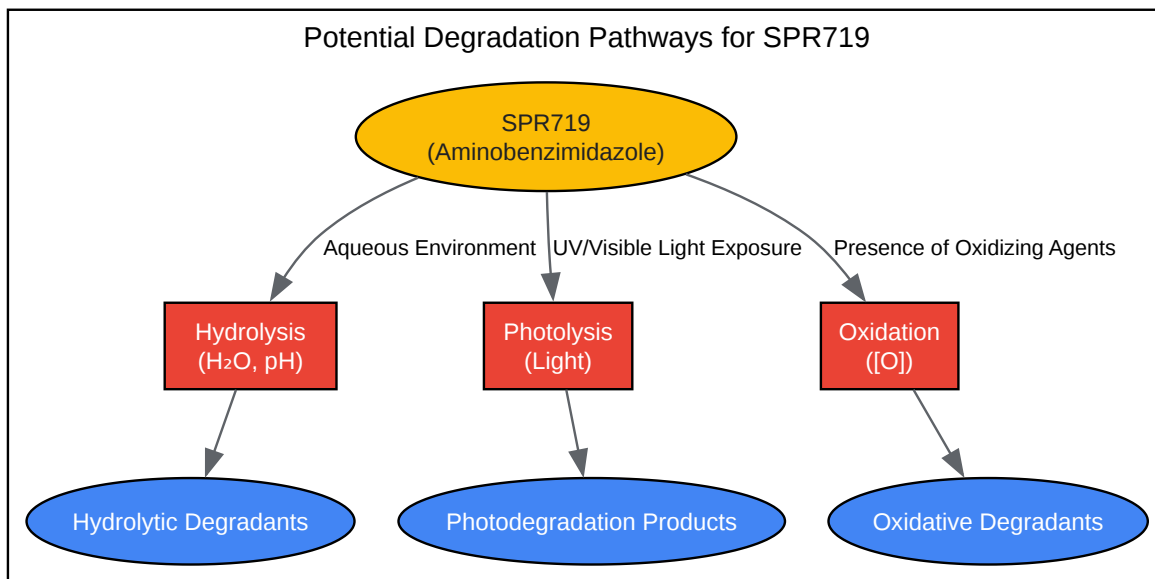 Potential Degradation Pathways for SPR719
SPR719
(Aminobenzimidazole)
Aqueous Environment
UV/Visible Light Exposure
Presence of Oxidizing Agents
Hydrolysis
(H₂O, pH)
Photolysis
(Light)
Oxidation
([O])
Hydrolytic Degradants
Photodegradation Products
Oxidative Degradants